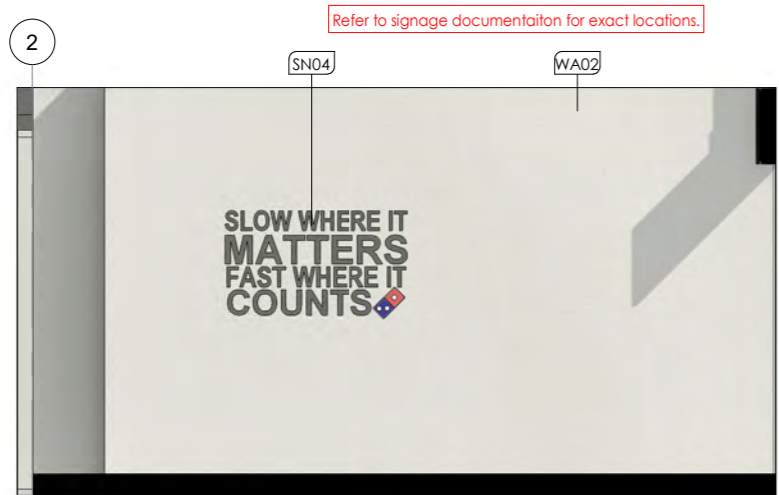 Refer to signage documentaiton for exact locations.
2
SN04
WA02
SLOW WHERE IT
MATTERS
FAST WHERE IT
COUNTS